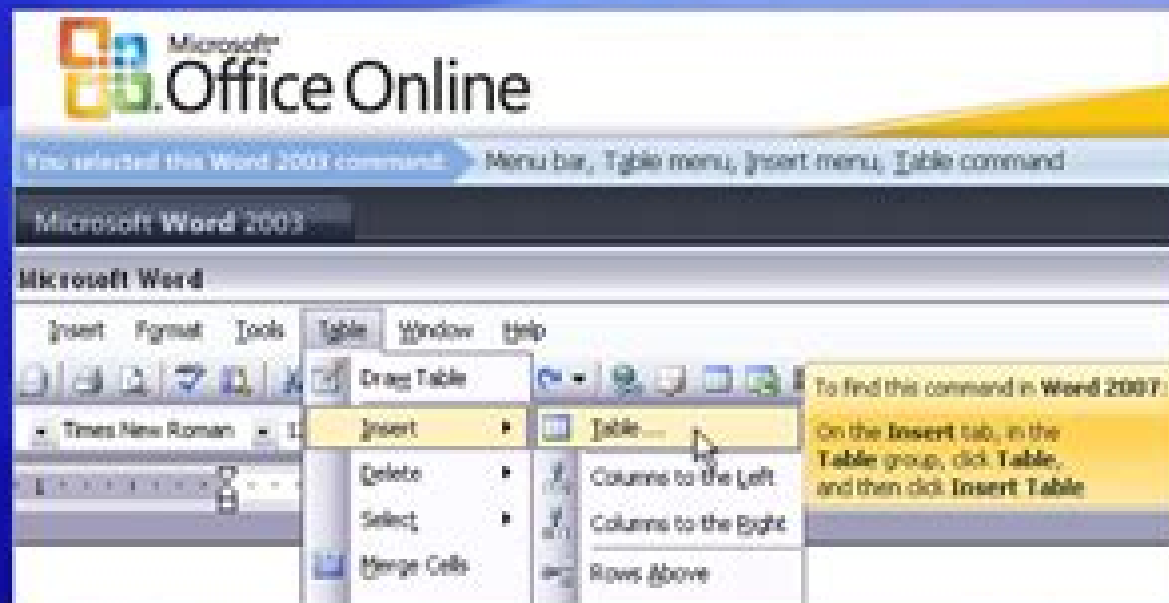 Microsoft®
Office Online
You selected this Word 2003 command: Menu bar, Table menu, Insert menu, Table command
Microsoft Word 2003
Microsoft Word
Insert Format Tools Table Window Help
Draw Table
Times New Roman
Insert
Table...
Delete
Columns to the Left
Select
Columns to the Right
Merge Cells
Rows Above
To find this command in Word 2007:
On the Insert tab, in the
Table group, click Table,
and then click Insert Table